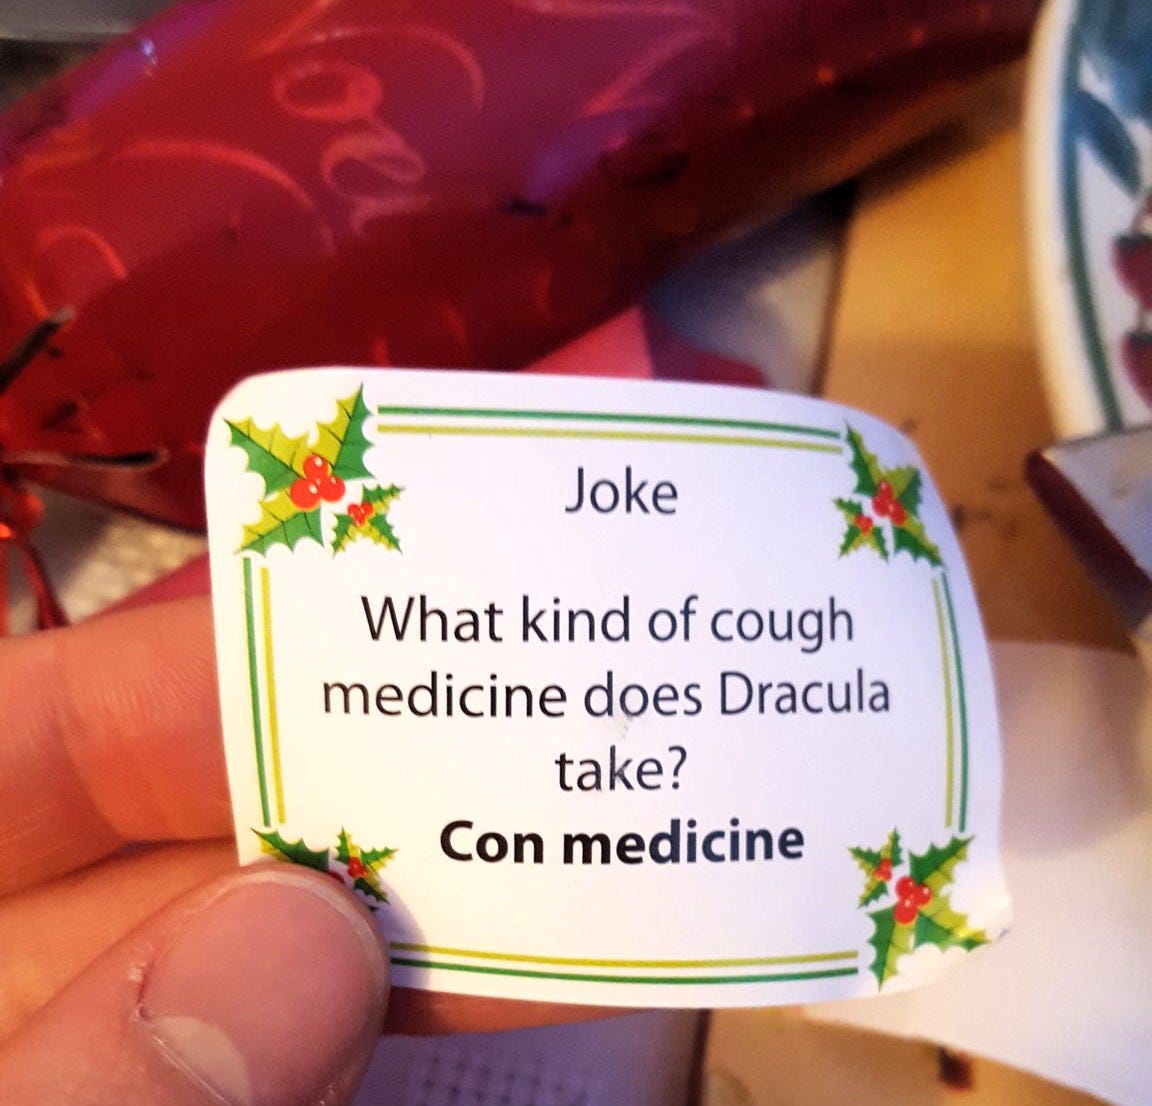 Joke
What kind of cough
medicine does Dracula
take?
Con medicine